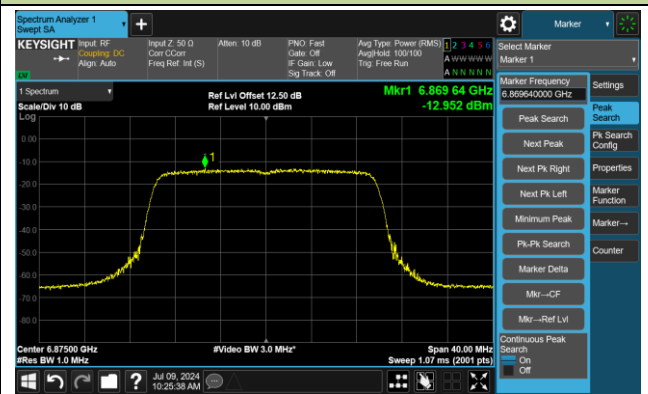 Spectrum Analyzer 1
Swept SA
Marker
KEYSIGHT
Input: RF
Coupling: DC
Align: Auto
Input Z: 50 Ω
Corr CCorr
Freq Ref: Int (S)
Atten: 10 dB
PNO: Fast
Gate: Off
IF Gain: Low
Sig Track: Off
Avg Type: Power (RMS)
Avg|Hold: 100/100
Trig: Free Run
1 2 3 4 5 6
A W W W W W
A N N N N N
Select Marker
Marker 1
LW
1 Spectrum
Scale/Div 10 dB
Log
Ref Lvl Offset 12.50 dB
Ref Level 10.00 dBm
Mkr1 6.869 64 GHz
-12.952 dBm
0.00
-10.0
-20.0
-30.0
-40.0
-50.0
-60.0
-70.0
-80.0
1
Center 6.87500 GHz
#Res BW 1.0 MHz
#Video BW 3.0 MHz*
Span 40.00 MHz
Sweep 1.07 ms (2001 pts)
Marker Frequency
6.869640000 GHz
Peak Search
Next Peak
Next Pk Right
Next Pk Left
Minimum Peak
Pk-Pk Search
Marker Delta
Mkr→CF
Mkr→Ref Lvl
Continuous Peak
Search
On
Off
Settings
Peak
Search
Pk Search
Config
Properties
Marker
Function
Marker→
Counter
Jul 09, 2024
10:25:38 AM